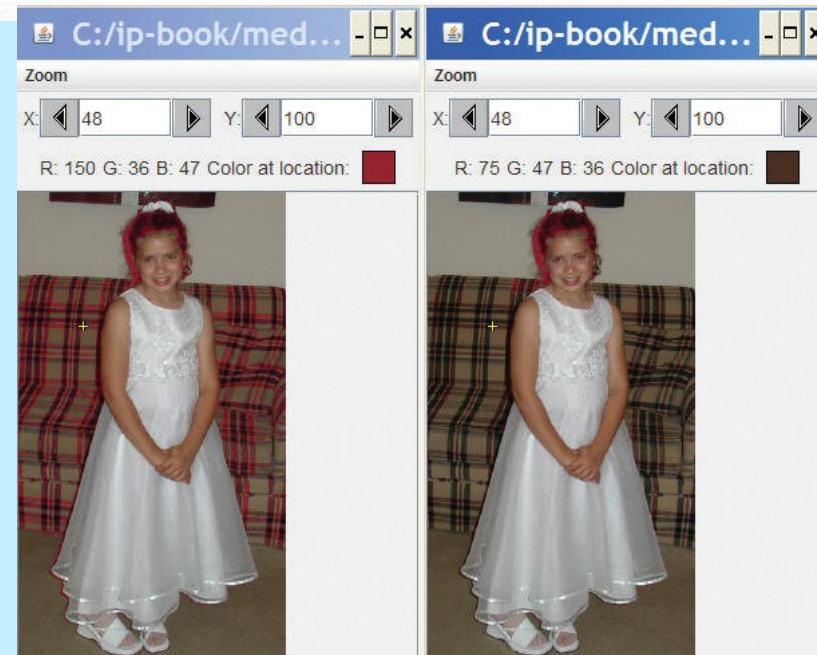 C:/ip-book/med...
Zoom
X: 48 Y: 100
R: 150 G: 36 B: 47 Color at location:
C:/ip-book/med...
Zoom
X: 48 Y: 100
R: 75 G: 47 B: 36 Color at location: